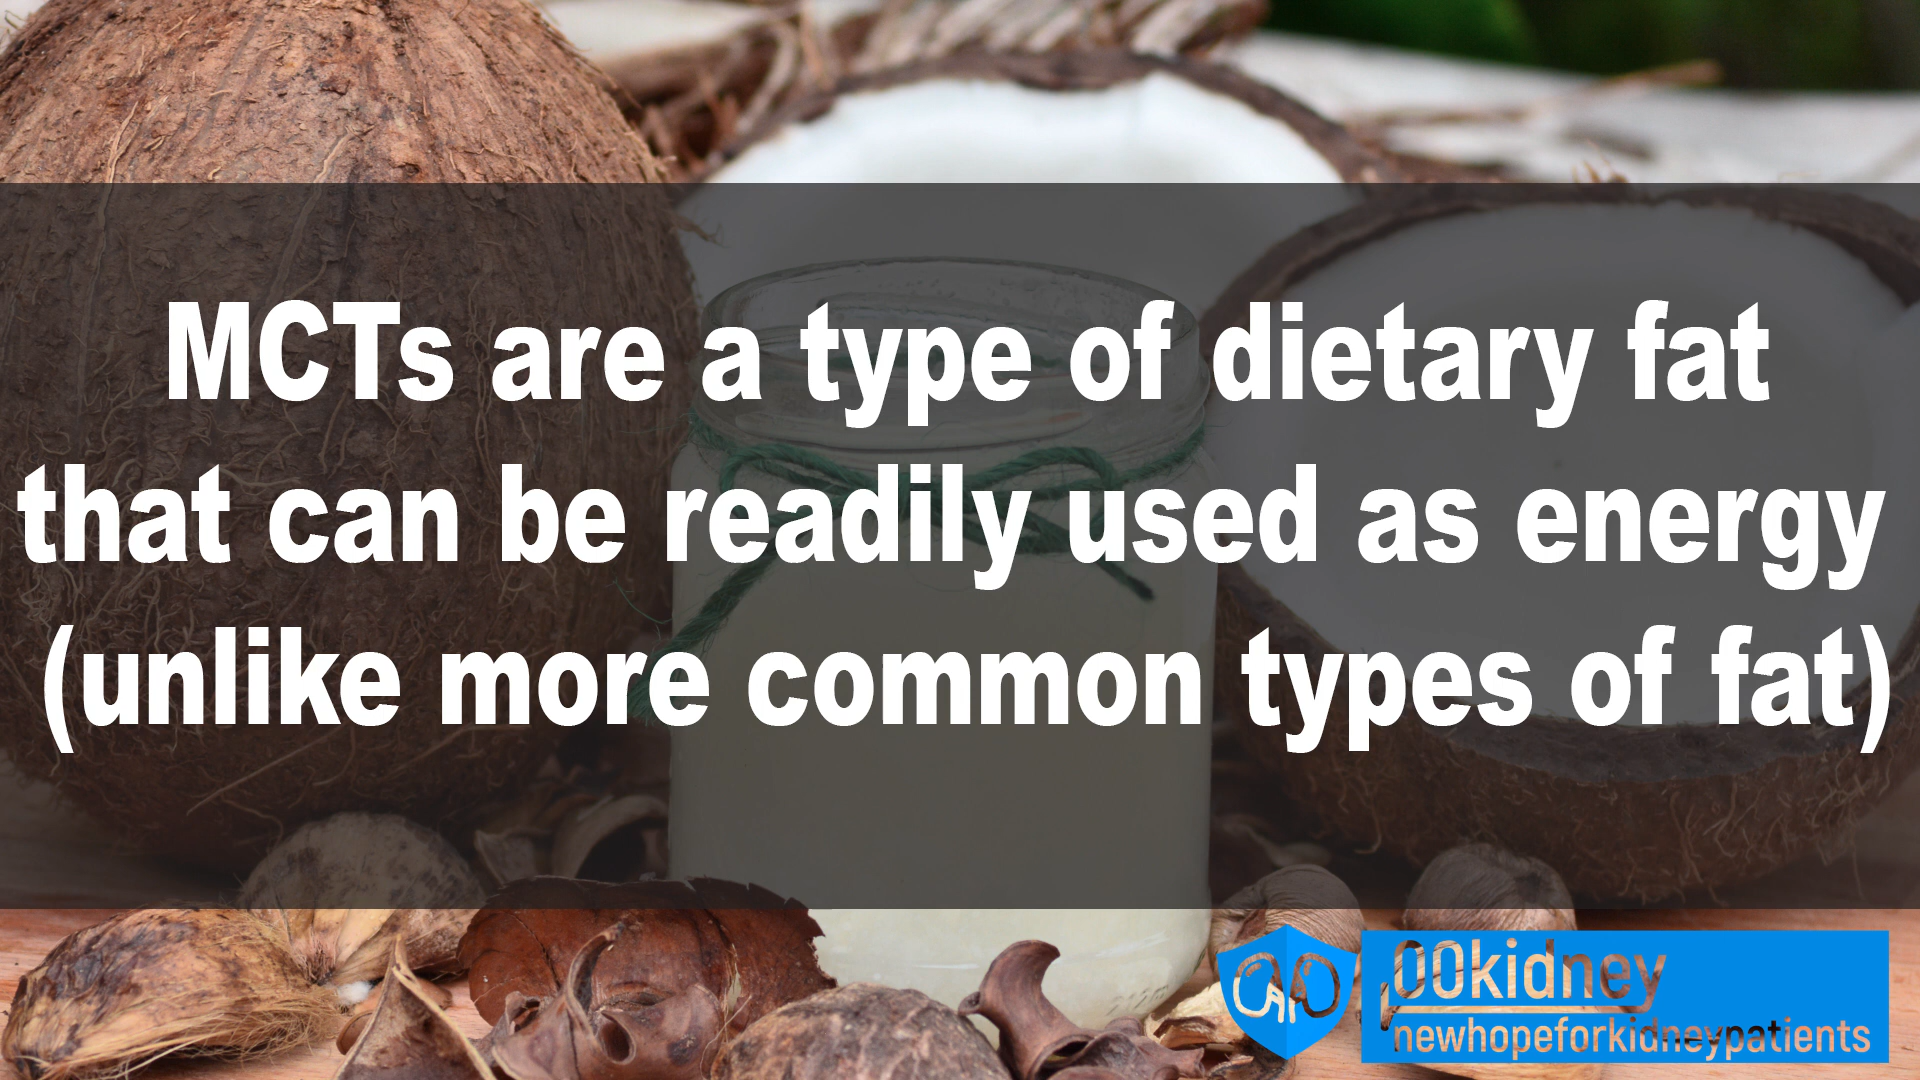 MCTs are a type of dietary fat
that can be readily used as energy
(unlike more common types of fat)
00kidney
newhopeforkidneypatients